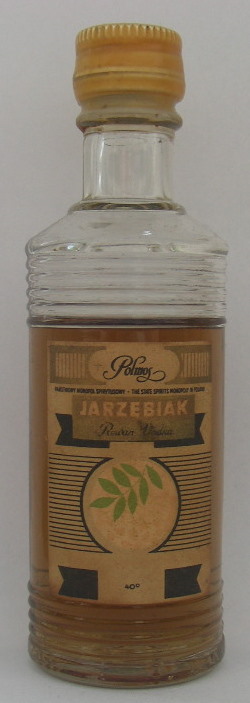 Polmos
PAŃSTWOWY MONOPOL SPIRYTUSOWY • THE STATE SPIRITS MONOPOLY IN POLAND
JARZEBIAK
Rowan Vodka
40°